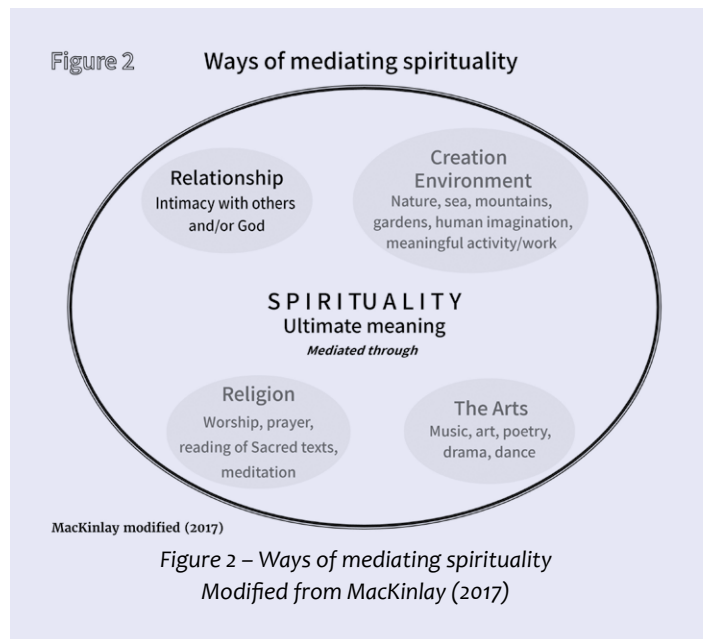 Figure 2
Ways of mediating spirituality
Relationship
Intimacy with others
and/or God
Creation
Environment
Nature, sea, mountains,
gardens, human imagination,
meaningful activity/work
SPIRITUALITY
Ultimate meaning
Mediated through
Religion
Worship, prayer,
reading of Sacred texts,
meditation
The Arts
Music, art, poetry,
drama, dance
MacKinlay modified (2017)
Figure 2 – Ways of mediating spirituality
Modified from MacKinlay (2017)